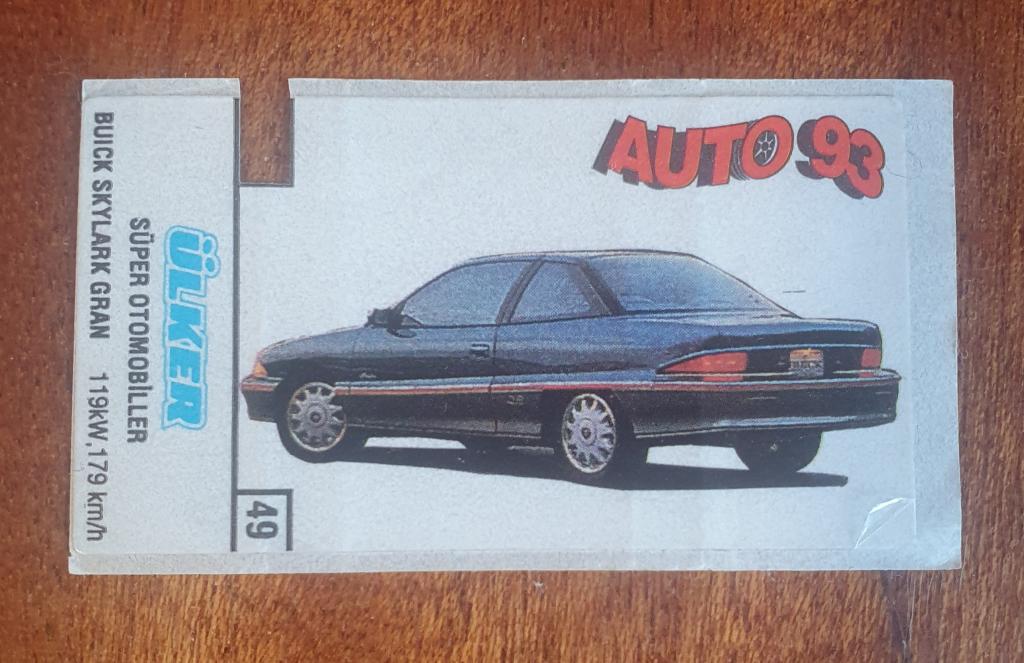 AUTO 93
ÜLKER
SÜPER OTOMOBİLLER
BUICK SKYLARK GRAN 119kW,179 km/h
49